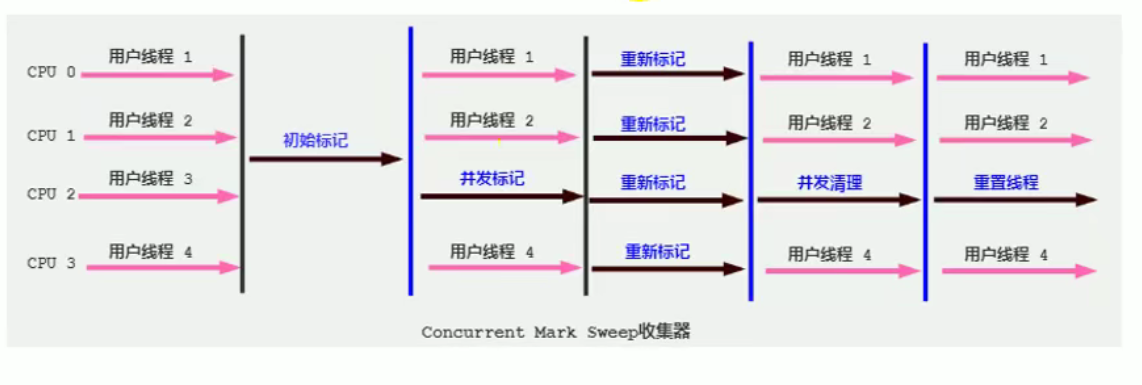 CPU 0 用户线程 1 用户线程 1 重新标记 用户线程 1 用户线程 1
CPU 1 用户线程 2 初始标记 用户线程 2 重新标记 用户线程 2 用户线程 2
CPU 2 用户线程 3 并发标记 重新标记 并发清理 重置线程
CPU 3 用户线程 4 用户线程 4 重新标记 用户线程 4 用户线程 4
Concurrent Mark Sweep收集器